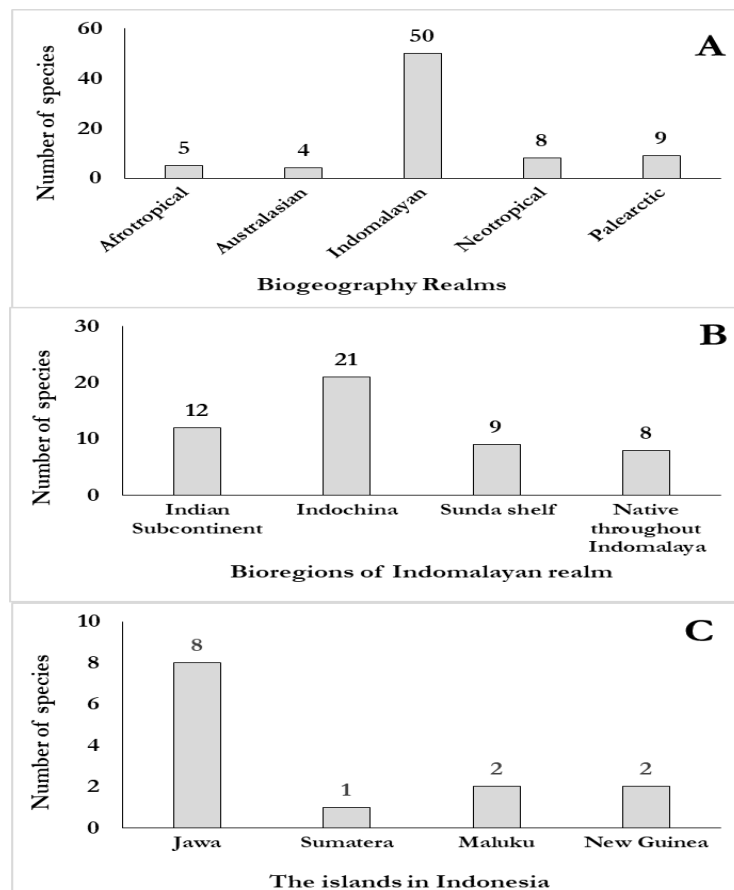 A
Number of species
60
40
20
0
5
4
50
8
9
Afrotropical
Australasian
Indomalayan
Neotropical
Palearctic
Biogeography Realms
B
Number of species
30
20
10
0
12
21
9
8
Indian
Subcontinent
Indochina
Sunda shelf
Native
throughout
Indomalaya
Bioregions of Indomalayan realm
C
Number of species
10
8
6
4
2
0
8
1
2
2
Jawa
Sumatera
Maluku
New Guinea
The islands in Indonesia